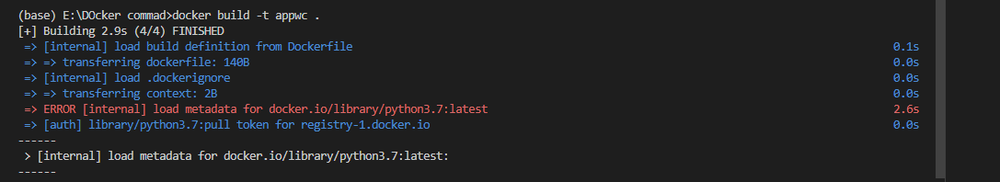 (base) E:\DOcker commad>docker build -t appwc .
[+] Building 2.9s (4/4) FINISHED
=> [internal] load build definition from Dockerfile 0.1s
=> => transferring dockerfile: 140B 0.0s
=> [internal] load .dockerignore 0.0s
=> => transferring context: 2B 0.0s
=> ERROR [internal] load metadata for docker.io/library/python3.7:latest 2.6s
=> [auth] library/python3.7:pull token for registry-1.docker.io 0.0s
------
> [internal] load metadata for docker.io/library/python3.7:latest:
------